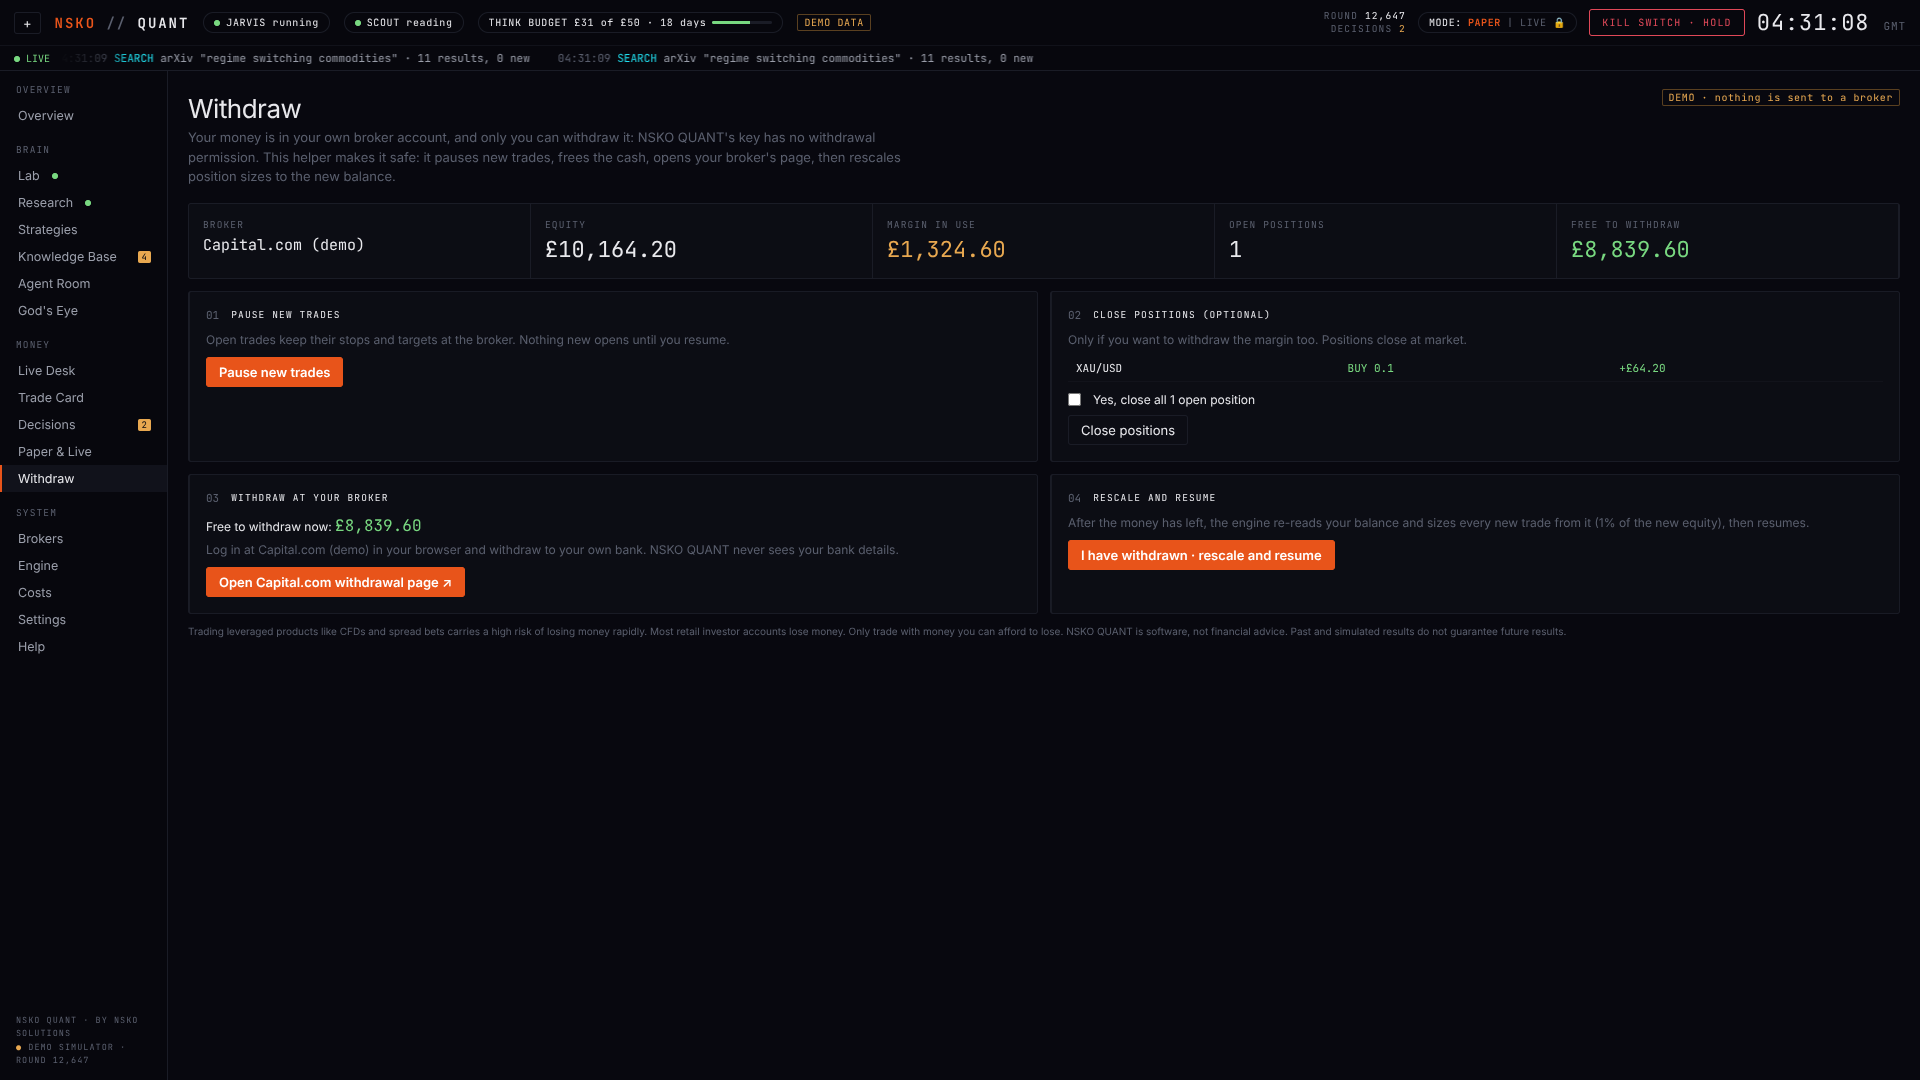 + NSKO // QUANT JARVIS running SCOUT reading THINK BUDGET £31 of £50 · 18 days DEMO DATA ROUND 12,647 MODE: PAPER | LIVE 🔒 KILL SWITCH · HOLD 04:31:08 GMT
DECISIONS 2
LIVE :31:09 SEARCH arXiv "regime switching commodities" · 11 results, 0 new 04:31:09 SEARCH arXiv "regime switching commodities" · 11 results, 0 new
OVERVIEW
Overview
BRAIN
Lab
Research
Strategies
Knowledge Base 4
Agent Room
God's Eye
MONEY
Live Desk
Trade Card
Decisions 2
Paper & Live
Withdraw
SYSTEM
Brokers
Engine
Costs
Settings
Help
NSKO QUANT · BY NSKO
SOLUTIONS
DEMO SIMULATOR ·
ROUND 12,647
Withdraw
DEMO · nothing is sent to a broker
Your money is in your own broker account, and only you can withdraw it: NSKO QUANT's key has no withdrawal
permission. This helper makes it safe: it pauses new trades, frees the cash, opens your broker's page, then rescales
position sizes to the new balance.
BROKER
Capital.com (demo)
EQUITY
£10,164.20
MARGIN IN USE
£1,324.60
OPEN POSITIONS
1
FREE TO WITHDRAW
£8,839.60
01 PAUSE NEW TRADES
Open trades keep their stops and targets at the broker. Nothing new opens until you resume.
Pause new trades
02 CLOSE POSITIONS (OPTIONAL)
Only if you want to withdraw the margin too. Positions close at market.
XAU/USD BUY 0.1 +£64.20
Yes, close all 1 open position
Close positions
03 WITHDRAW AT YOUR BROKER
Free to withdraw now: £8,839.60
Log in at Capital.com (demo) in your browser and withdraw to your own bank. NSKO QUANT never sees your bank details.
Open Capital.com withdrawal page ↗
04 RESCALE AND RESUME
After the money has left, the engine re-reads your balance and sizes every new trade from it (1% of the new equity), then resumes.
I have withdrawn · rescale and resume
Trading leveraged products like CFDs and spread bets carries a high risk of losing money rapidly. Most retail investor accounts lose money. Only trade with money you can afford to lose. NSKO QUANT is software, not financial advice. Past and simulated results do not guarantee future results.